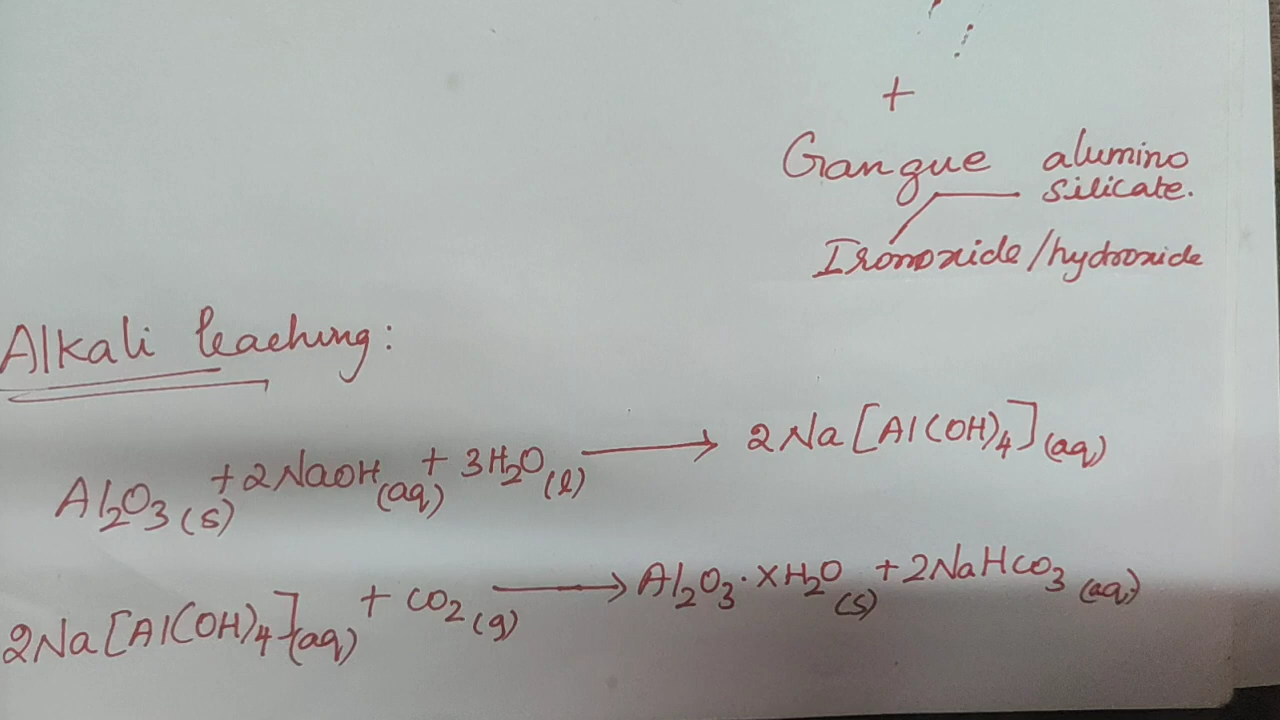 +
Gangue alumino
silicate.
Ironoxide/hydroxide
Alkali leaching:
Al₂O₃(s) + 2NaOH(aq) + 3H₂O(l) ⟶ 2Na[Al(OH)₄](aq)
2Na[Al(OH)₄](aq) + CO₂(g) ⟶ Al₂O₃·XH₂O(s) + 2NaHCO₃(aq)